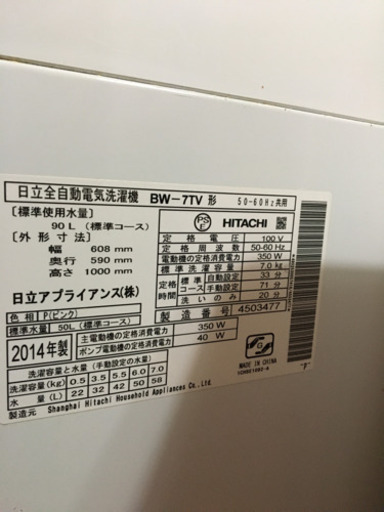 日立全自動電気洗濯機 BW-7TV 形 50-60Hz共用
〔標準使用水量〕
90L (標準コース)
〔外形寸法〕
幅 608 mm
奥行 590 mm
高さ 1000 mm
日立アプライアンス(株)
色相 P(ピンク)
標準水量 50L (標準コース)
2014年製
主電動機の定格消費電力 350 W
ポンプ電動機の定格消費電力 40 W
PS E HITACHI
定格電圧 100 V
定格周波数 50-60 Hz
電動機の定格消費電力 350 W
標準洗濯容量 7.0 kg
定格時間 自動設定 33 分
手動設定 71 分
洗いのみ 20 分
製造番号 4503477
洗濯容量と水量 (手動設定の水量)
洗濯容量(kg) 0.5 3.5 5.5 6.0 7.0
水量(L) 22 32 42 50 58
製造元 Shanghai Hitachi Household Appliances Co., Ltd.
MADE IN CHINA